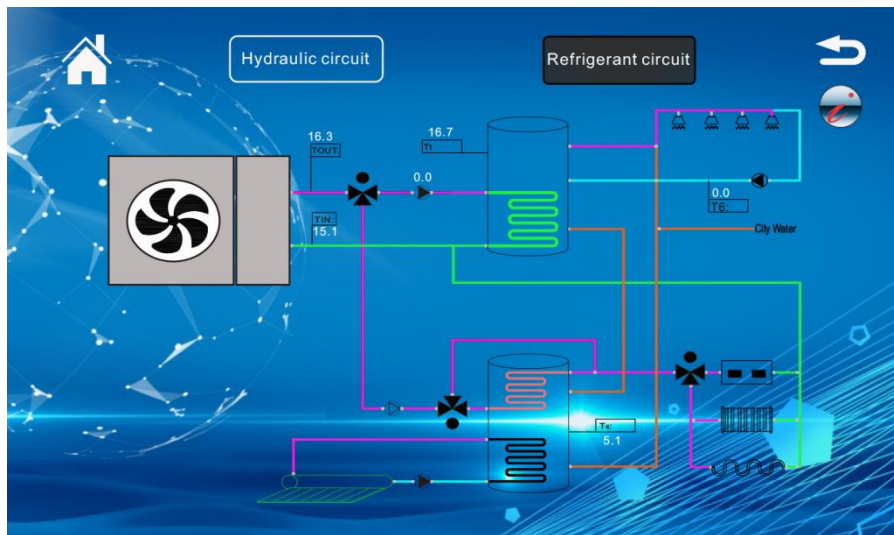 Hydraulic circuit
Refrigerant circuit
i
16.3
TOUT:
16.7
T1
0.0
0.0
T6:
TIN:
15.1
City Water
Ts:
5.1